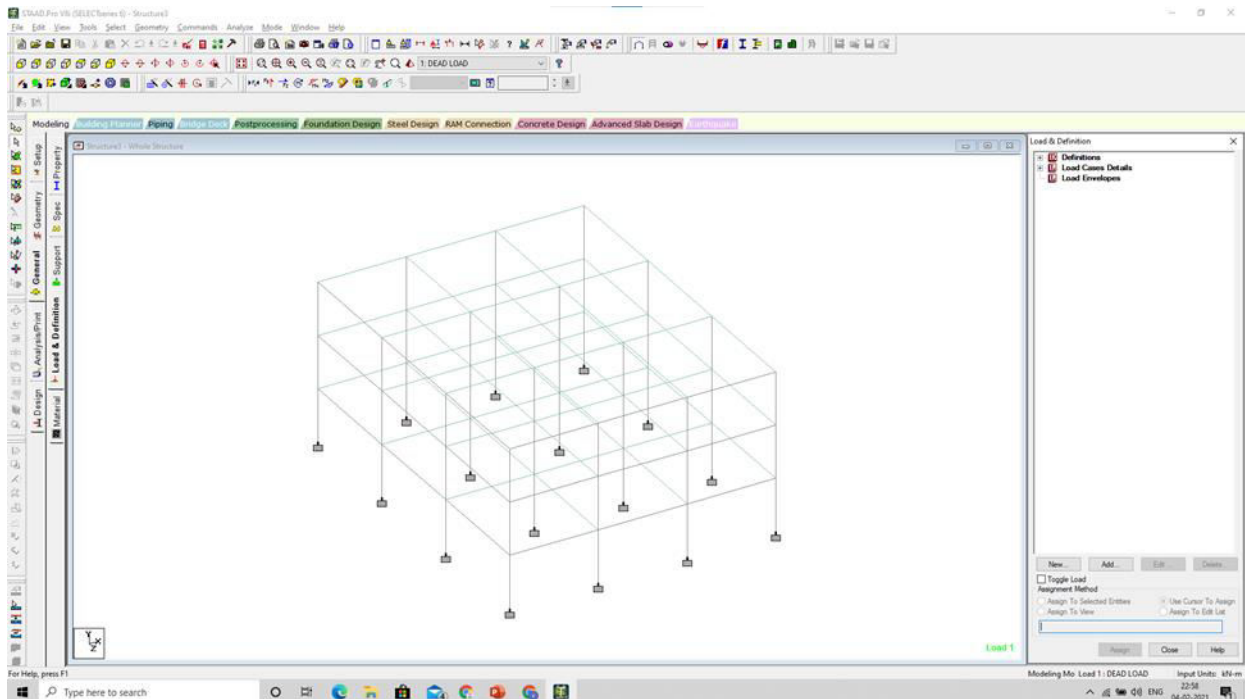 STAAD.Pro V8i (SELECTseries 6) - Structure3
File Edit View Tools Select Geometry Commands Analyze Mode Window Help
1: DEAD LOAD
Modeling Building Planner Piping Bridge Deck Postprocessing Foundation Design Steel Design RAM Connection Concrete Design Advanced Slab Design Earthquake
Setup
Geometry
General
Analysis/Print
Design
Property
Spec
Support
Load & Definition
Material
Structure3 - Whole Structure
Load 1
Y
X
Z
Load & Definition
Definitions
Load Cases Details
Load Envelopes
New... Add... Edit... Delete...
Toggle Load
Assignment Method
Assign To Selected Entities Use Cursor To Assign
Assign To View Assign To Edit List
Assign Close Help
For Help, press F1
Modeling Mo Load 1 : DEAD LOAD Input Units: kN-m
Type here to search
ENG
22:58
04-02-2021